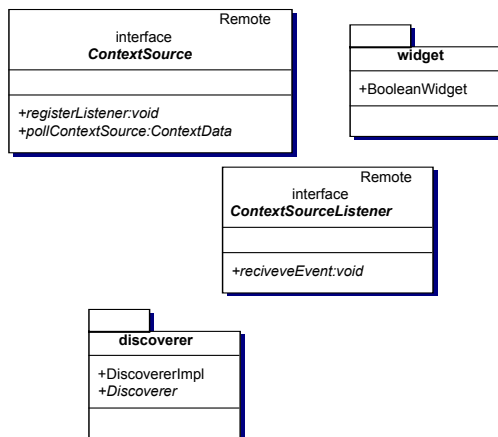 Remote
interface
ContextSource
+registerListener:void
+pollContextSource:ContextData
widget
+BooleanWidget
Remote
interface
ContextSourceListener
+reciveveEvent:void
discoverer
+DiscovererImpl
+Discoverer